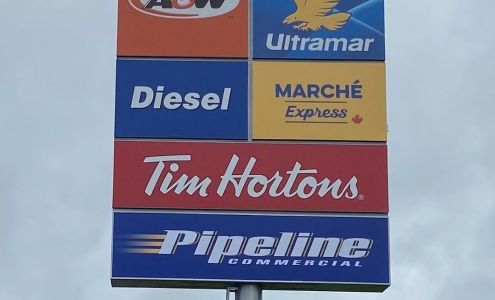 A&W
Ultramar
Diesel
MARCHÉ
Express
Tim Hortons®
Pipeline
COMMERCIAL